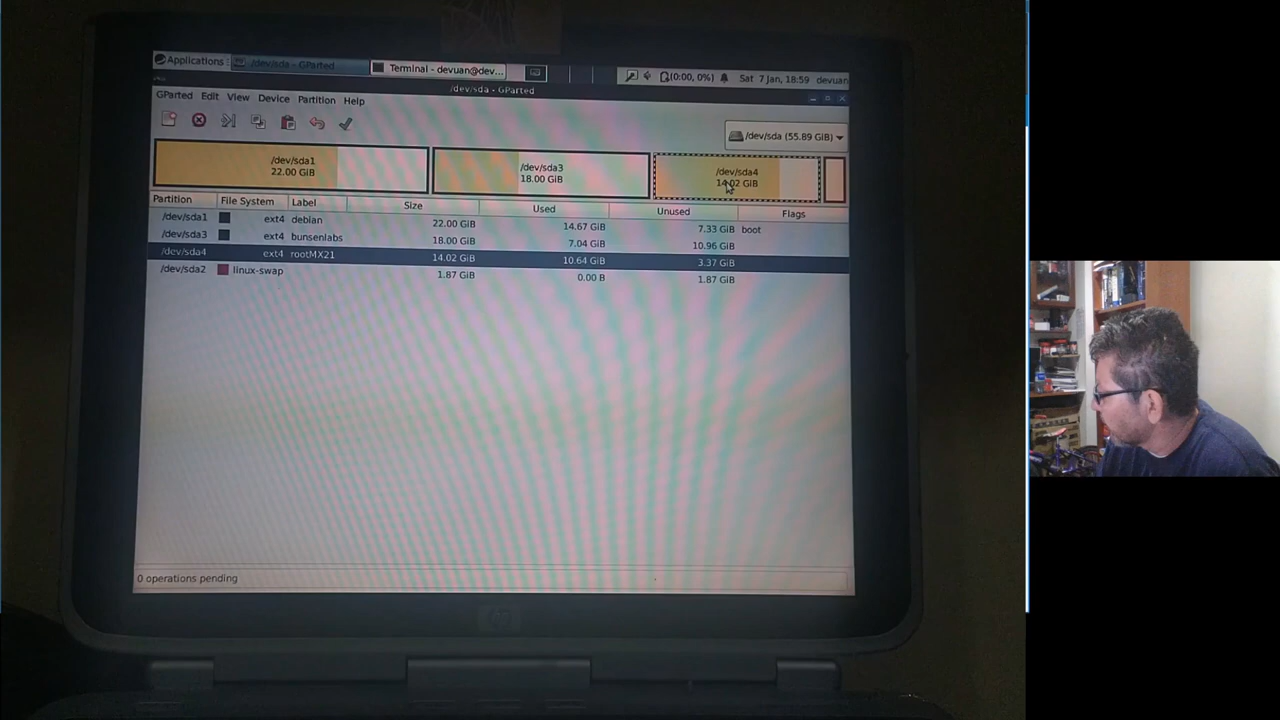 Applications /dev/sda - GParted Terminal - devuan@dev... (0:00, 0%) Sat 7 Jan, 18:59 devuan
/dev/sda - GParted
GParted Edit View Device Partition Help
/dev/sda (55.89 GiB)
/dev/sda1
22.00 GiB
/dev/sda3
18.00 GiB
/dev/sda4
14.02 GiB
Partition File System Label Size Used Unused Flags
/dev/sda1 ext4 debian 22.00 GiB 14.67 GiB 7.33 GiB boot
/dev/sda3 ext4 bunsenlabs 18.00 GiB 7.04 GiB 10.96 GiB
/dev/sda4 ext4 rootMX21 14.02 GiB 10.64 GiB 3.37 GiB
/dev/sda2 linux-swap 1.87 GiB 0.00 B 1.87 GiB
0 operations pending
hp